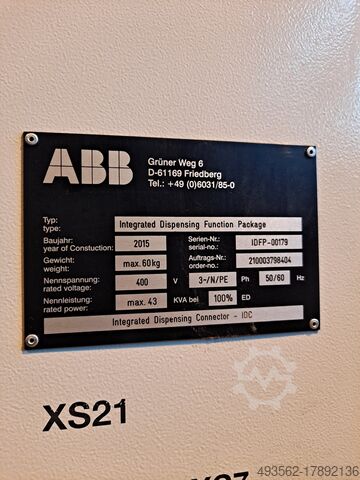 ABB
Grüner Weg 6
D-61169 Friedberg
Tel.: +49 (0)6031/85-0
Typ:
type: Integrated Dispensing Function Package
Baujahr: Serien-Nr.:
year of Constuction: 2015 serial-no.: IDFP-00179
Gewicht Auftrags-Nr.:
weight: max.60kg order-no.: 210003798404
Nennspannung:
rated voltage: 400 V 3~/N/PE Ph 50/60 Hz
Nennleistung:
rated power: max. 43 KVA bei 100% ED
Integrated Dispensing Connector - IDC
XS21
493562-17892136